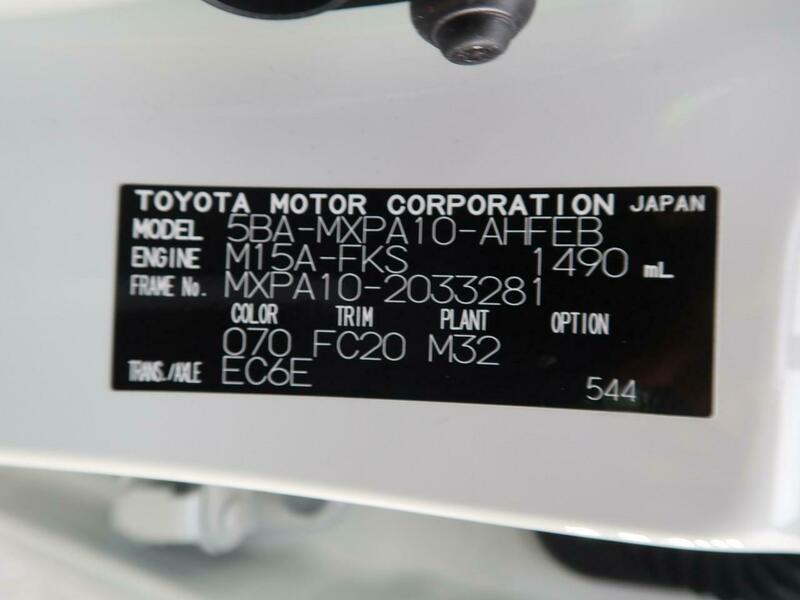 TOYOTA MOTOR CORPORATION JAPAN
MODEL 5BA-MXPA10-AHFEB
ENGINE M15A-FKS 1490 mL
FRAME No. MXPA10-2033281
COLOR TRIM PLANT OPTION
070 FC20 M32
TRANS./AXLE EC6E
544